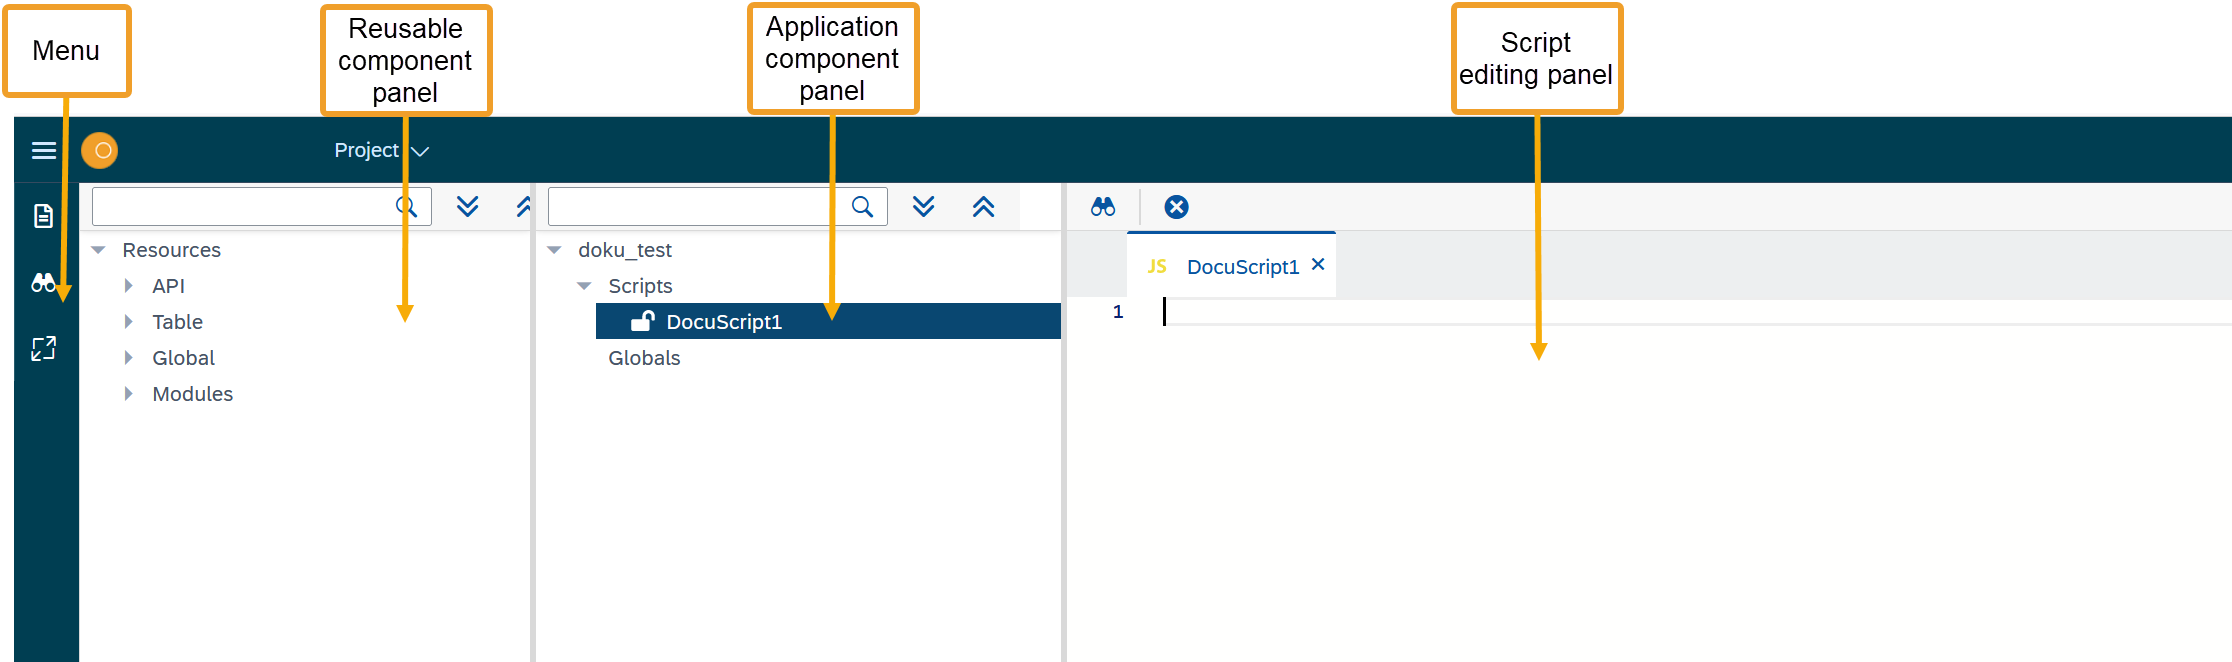 Menu
Reusable
component
panel
Application
component
panel
Script
editing panel
Project
Resources
API
Table
Global
Modules
doku_test
Scripts
DocuScript1
Globals
JS DocuScript1
1